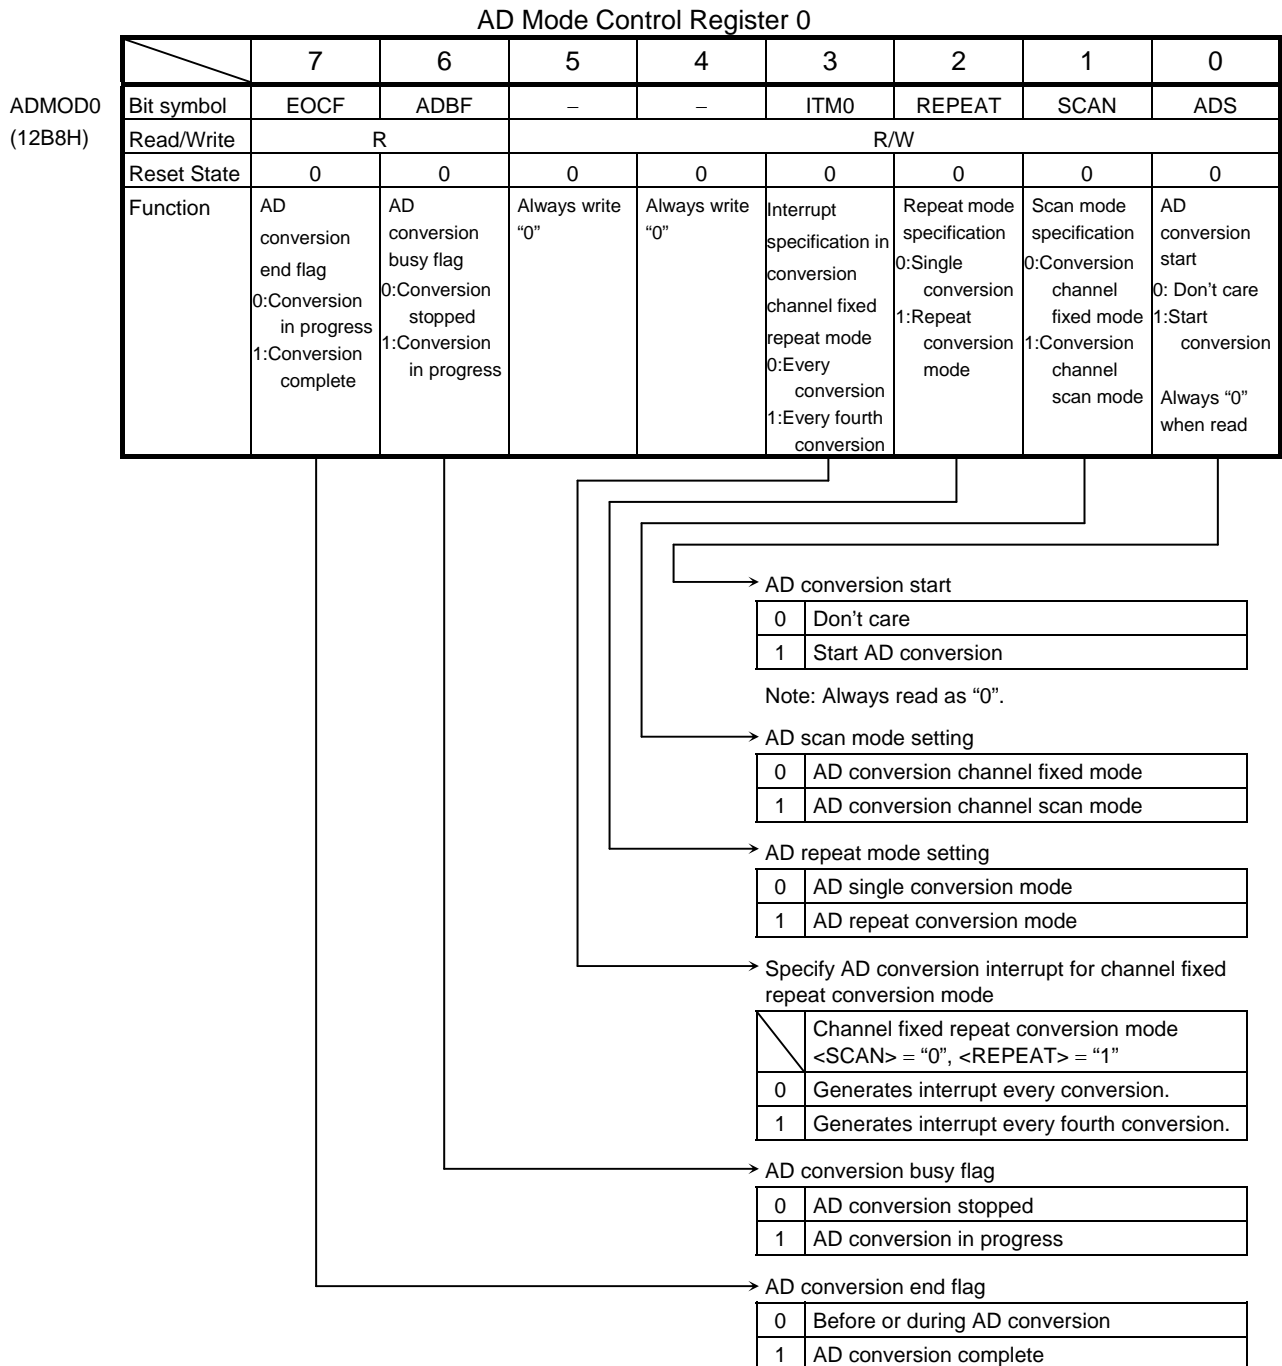 AD Mode Control Register 0
7 6 5 4 3 2 1 0
ADMOD0
(12B8H)
Bit symbol EOCF ADBF – – ITM0 REPEAT SCAN ADS
Read/Write R R/W
Reset State 0 0 0 0 0 0 0 0
Function
AD
conversion
end flag
0:Conversion
in progress
1:Conversion
complete
AD
conversion
busy flag
0:Conversion
stopped
1:Conversion
in progress
Always write
“0”
Always write
“0”
Interrupt
specification in
conversion
channel fixed
repeat mode
0:Every
conversion
1:Every fourth
conversion
Repeat mode
specification
0:Single
conversion
1:Repeat
conversion
mode
Scan mode
specification
0:Conversion
channel
fixed mode
1:Conversion
channel
scan mode
AD
conversion
start
0: Don’t care
1:Start
conversion
Always “0”
when read
AD conversion start
0 Don’t care
1 Start AD conversion
Note: Always read as “0”.
AD scan mode setting
0 AD conversion channel fixed mode
1 AD conversion channel scan mode
AD repeat mode setting
0 AD single conversion mode
1 AD repeat conversion mode
Specify AD conversion interrupt for channel fixed
repeat conversion mode
Channel fixed repeat conversion mode
<SCAN> = “0”, <REPEAT> = “1”
0 Generates interrupt every conversion.
1 Generates interrupt every fourth conversion.
AD conversion busy flag
0 AD conversion stopped
1 AD conversion in progress
AD conversion end flag
0 Before or during AD conversion
1 AD conversion complete